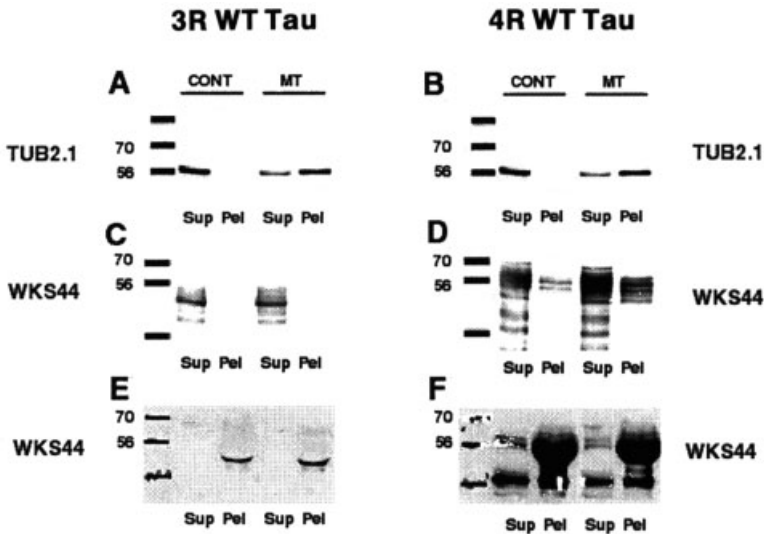 3R WT Tau 4R WT Tau
A CONT MT B CONT MT
TUB2.1 70 70 TUB2.1
56 56
Sup Pel Sup Pel Sup Pel Sup Pel
C D
WKS44 70 70 WKS44
56 56
Sup Pel Sup Pel Sup Pel Sup Pel
E F
WKS44 70 70 WKS44
56 56
Sup Pel Sup Pel Sup Pel Sup Pel